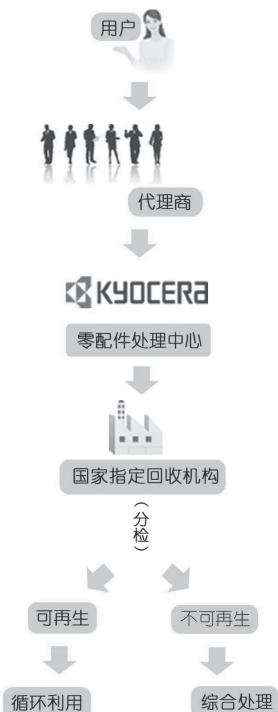 用户
代理商
KYOCERA
零配件处理中心
国家指定回收机构
（分检）
可再生
不可再生
循环利用
综合处理